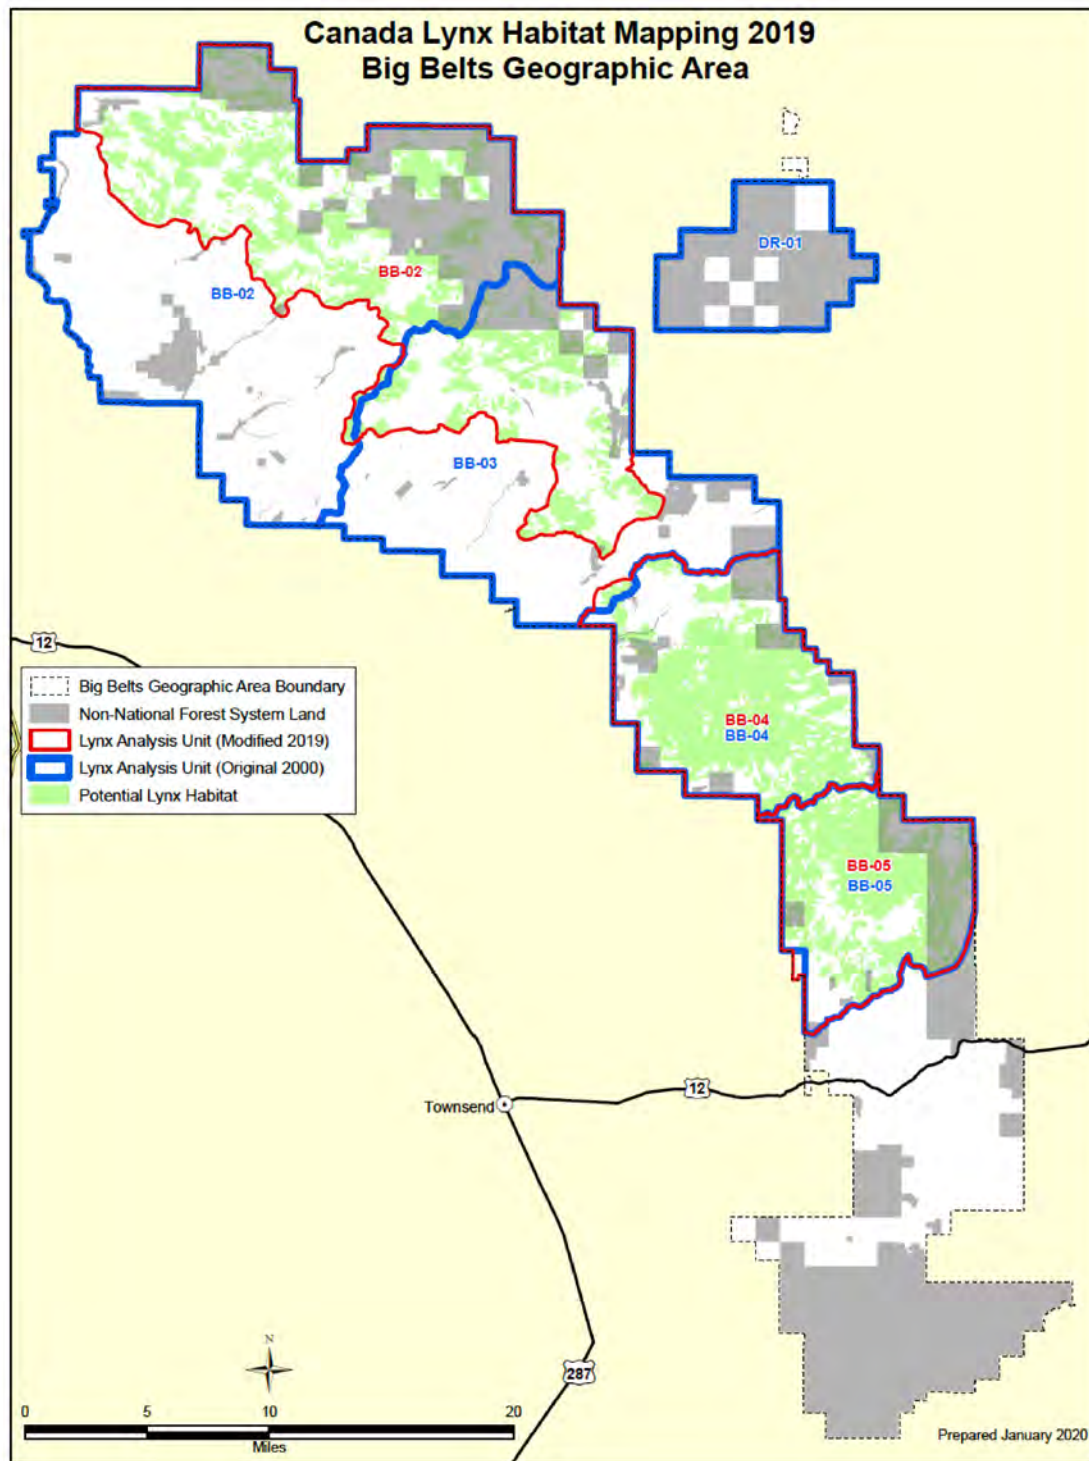 Canada Lynx Habitat Mapping 2019
Big Belts Geographic Area
DR-01
BB-02
BB-02
BB-03
12
Big Belts Geographic Area Boundary
Non-National Forest System Land
Lynx Analysis Unit (Modified 2019)
Lynx Analysis Unit (Original 2000)
Potential Lynx Habitat
BB-04
BB-04
BB-05
BB-05
12
Townsend
N
287
0 5 10 20
Miles
Prepared January 2020